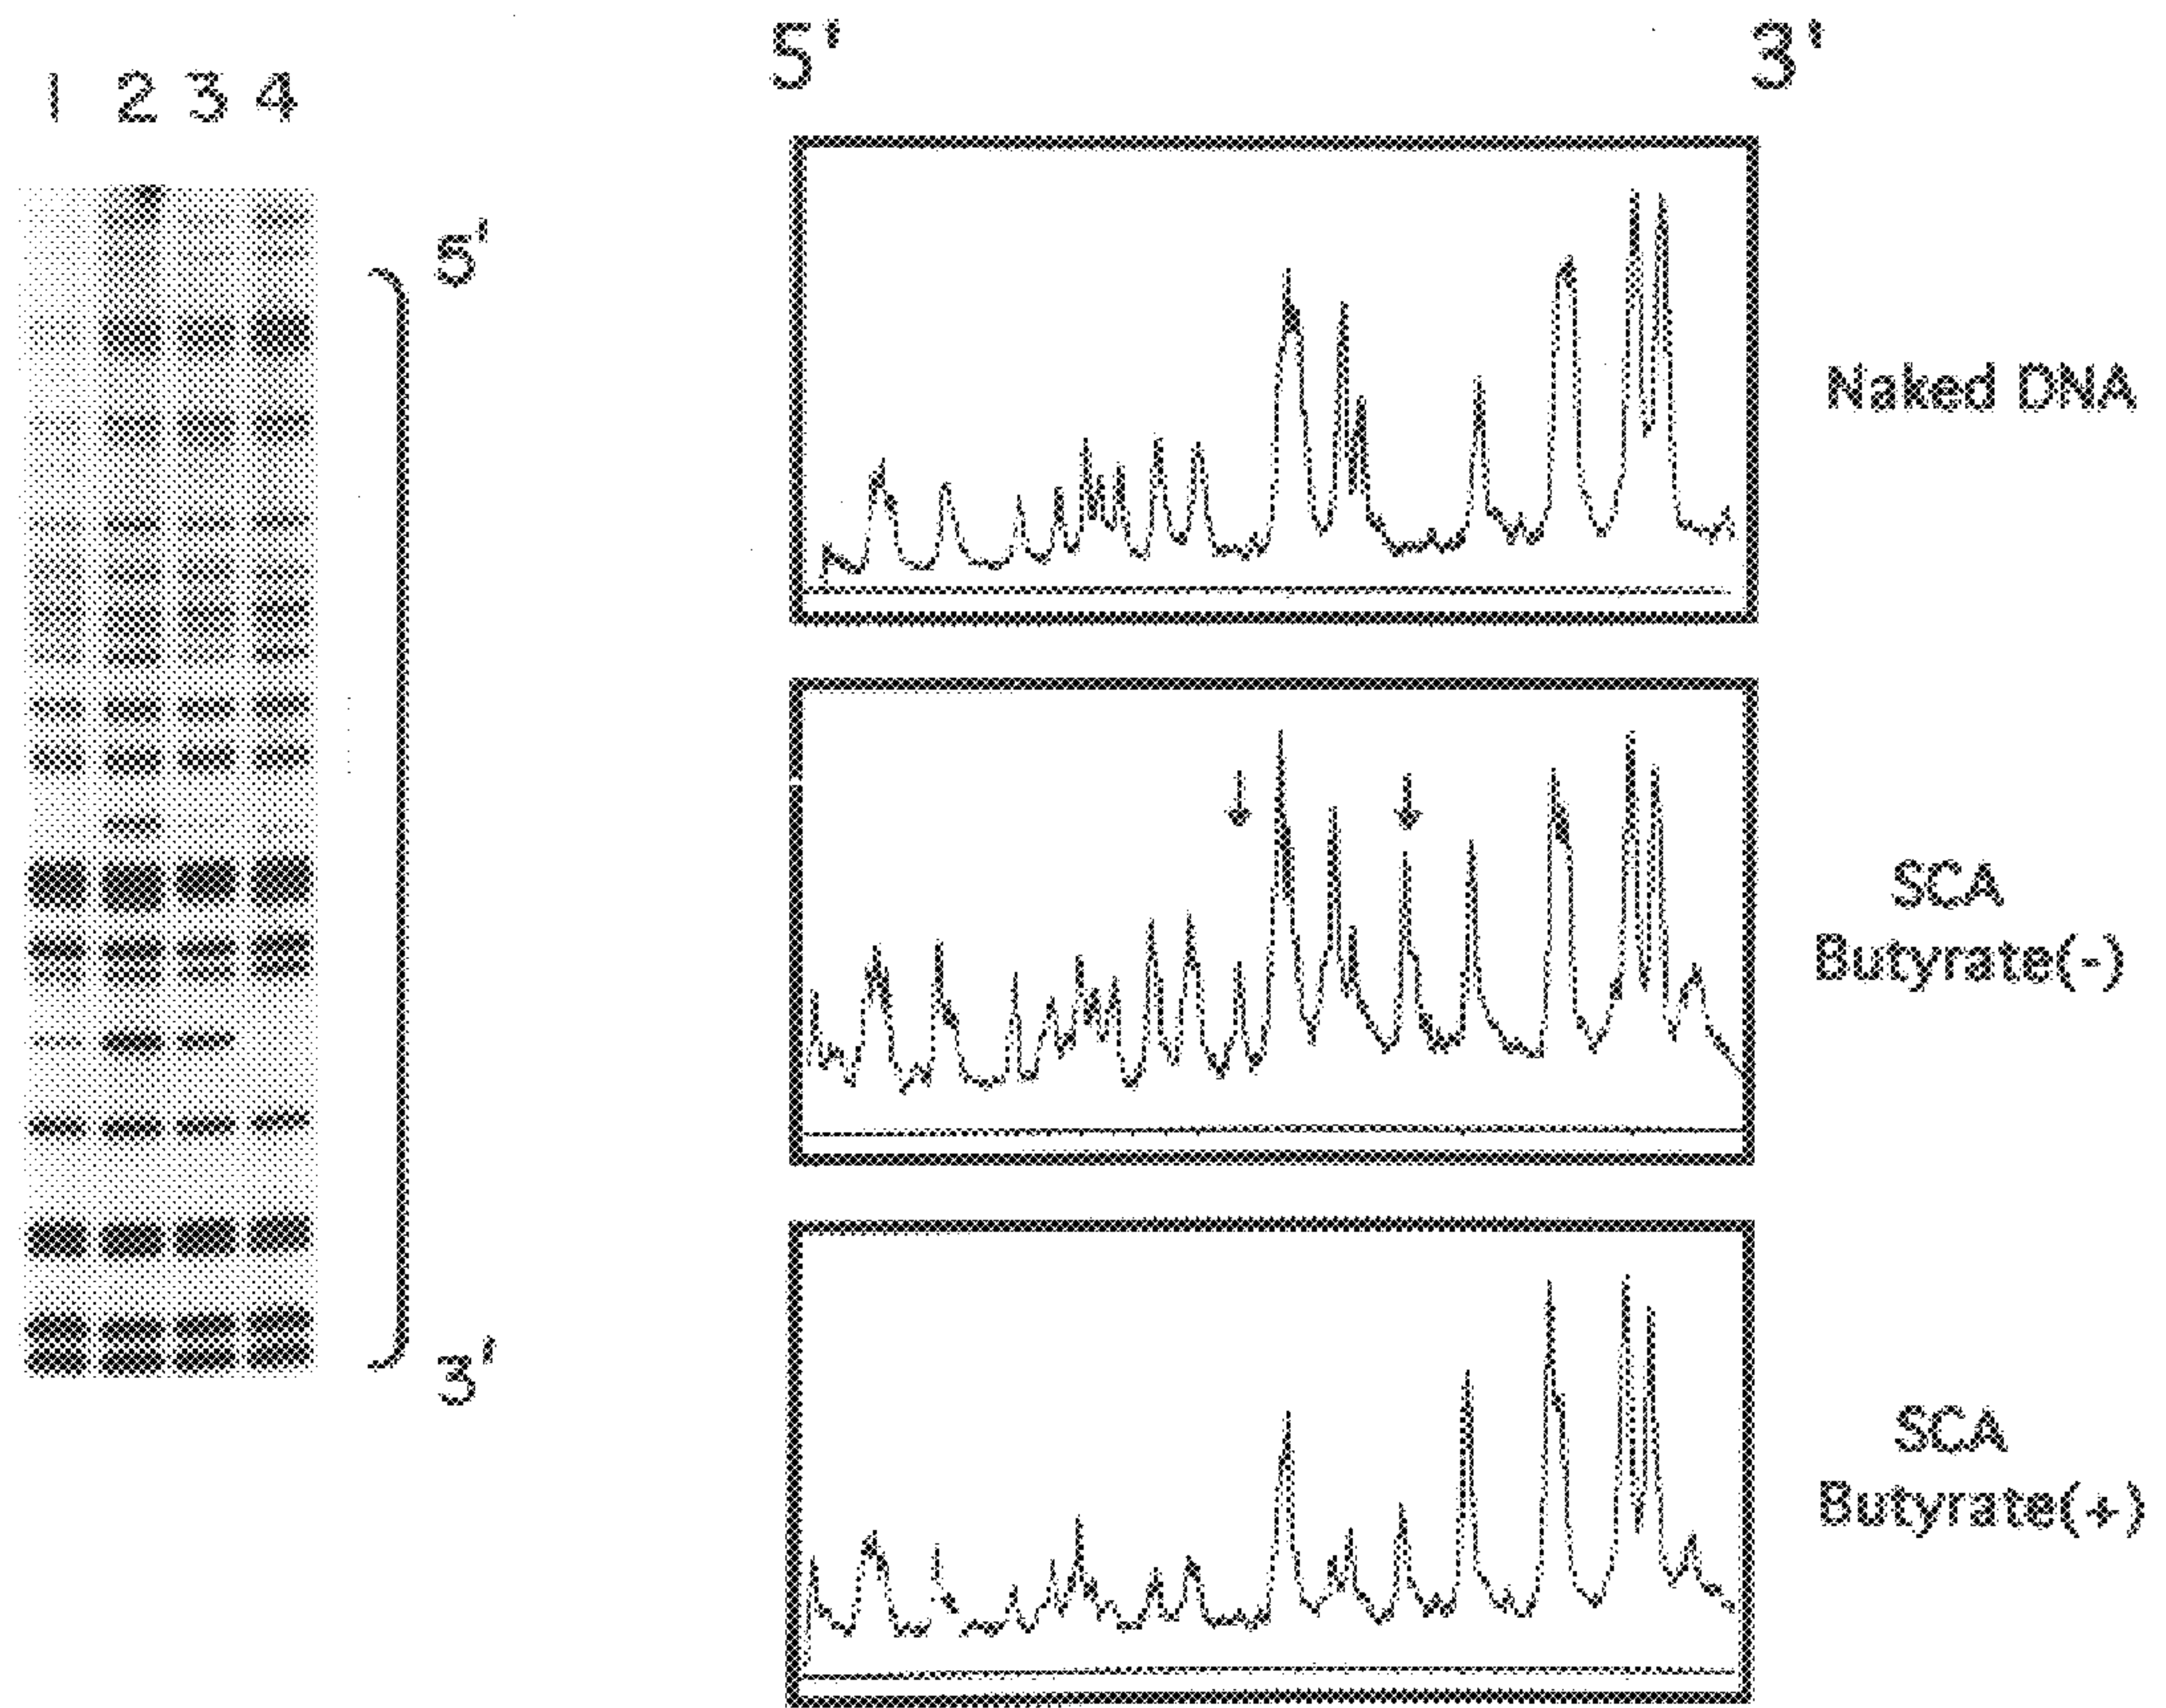 1 2 3 4
5'
3'
5' 3'
Naked DNA
SCA
Butyrate(-)
SCA
Butyrate(+)